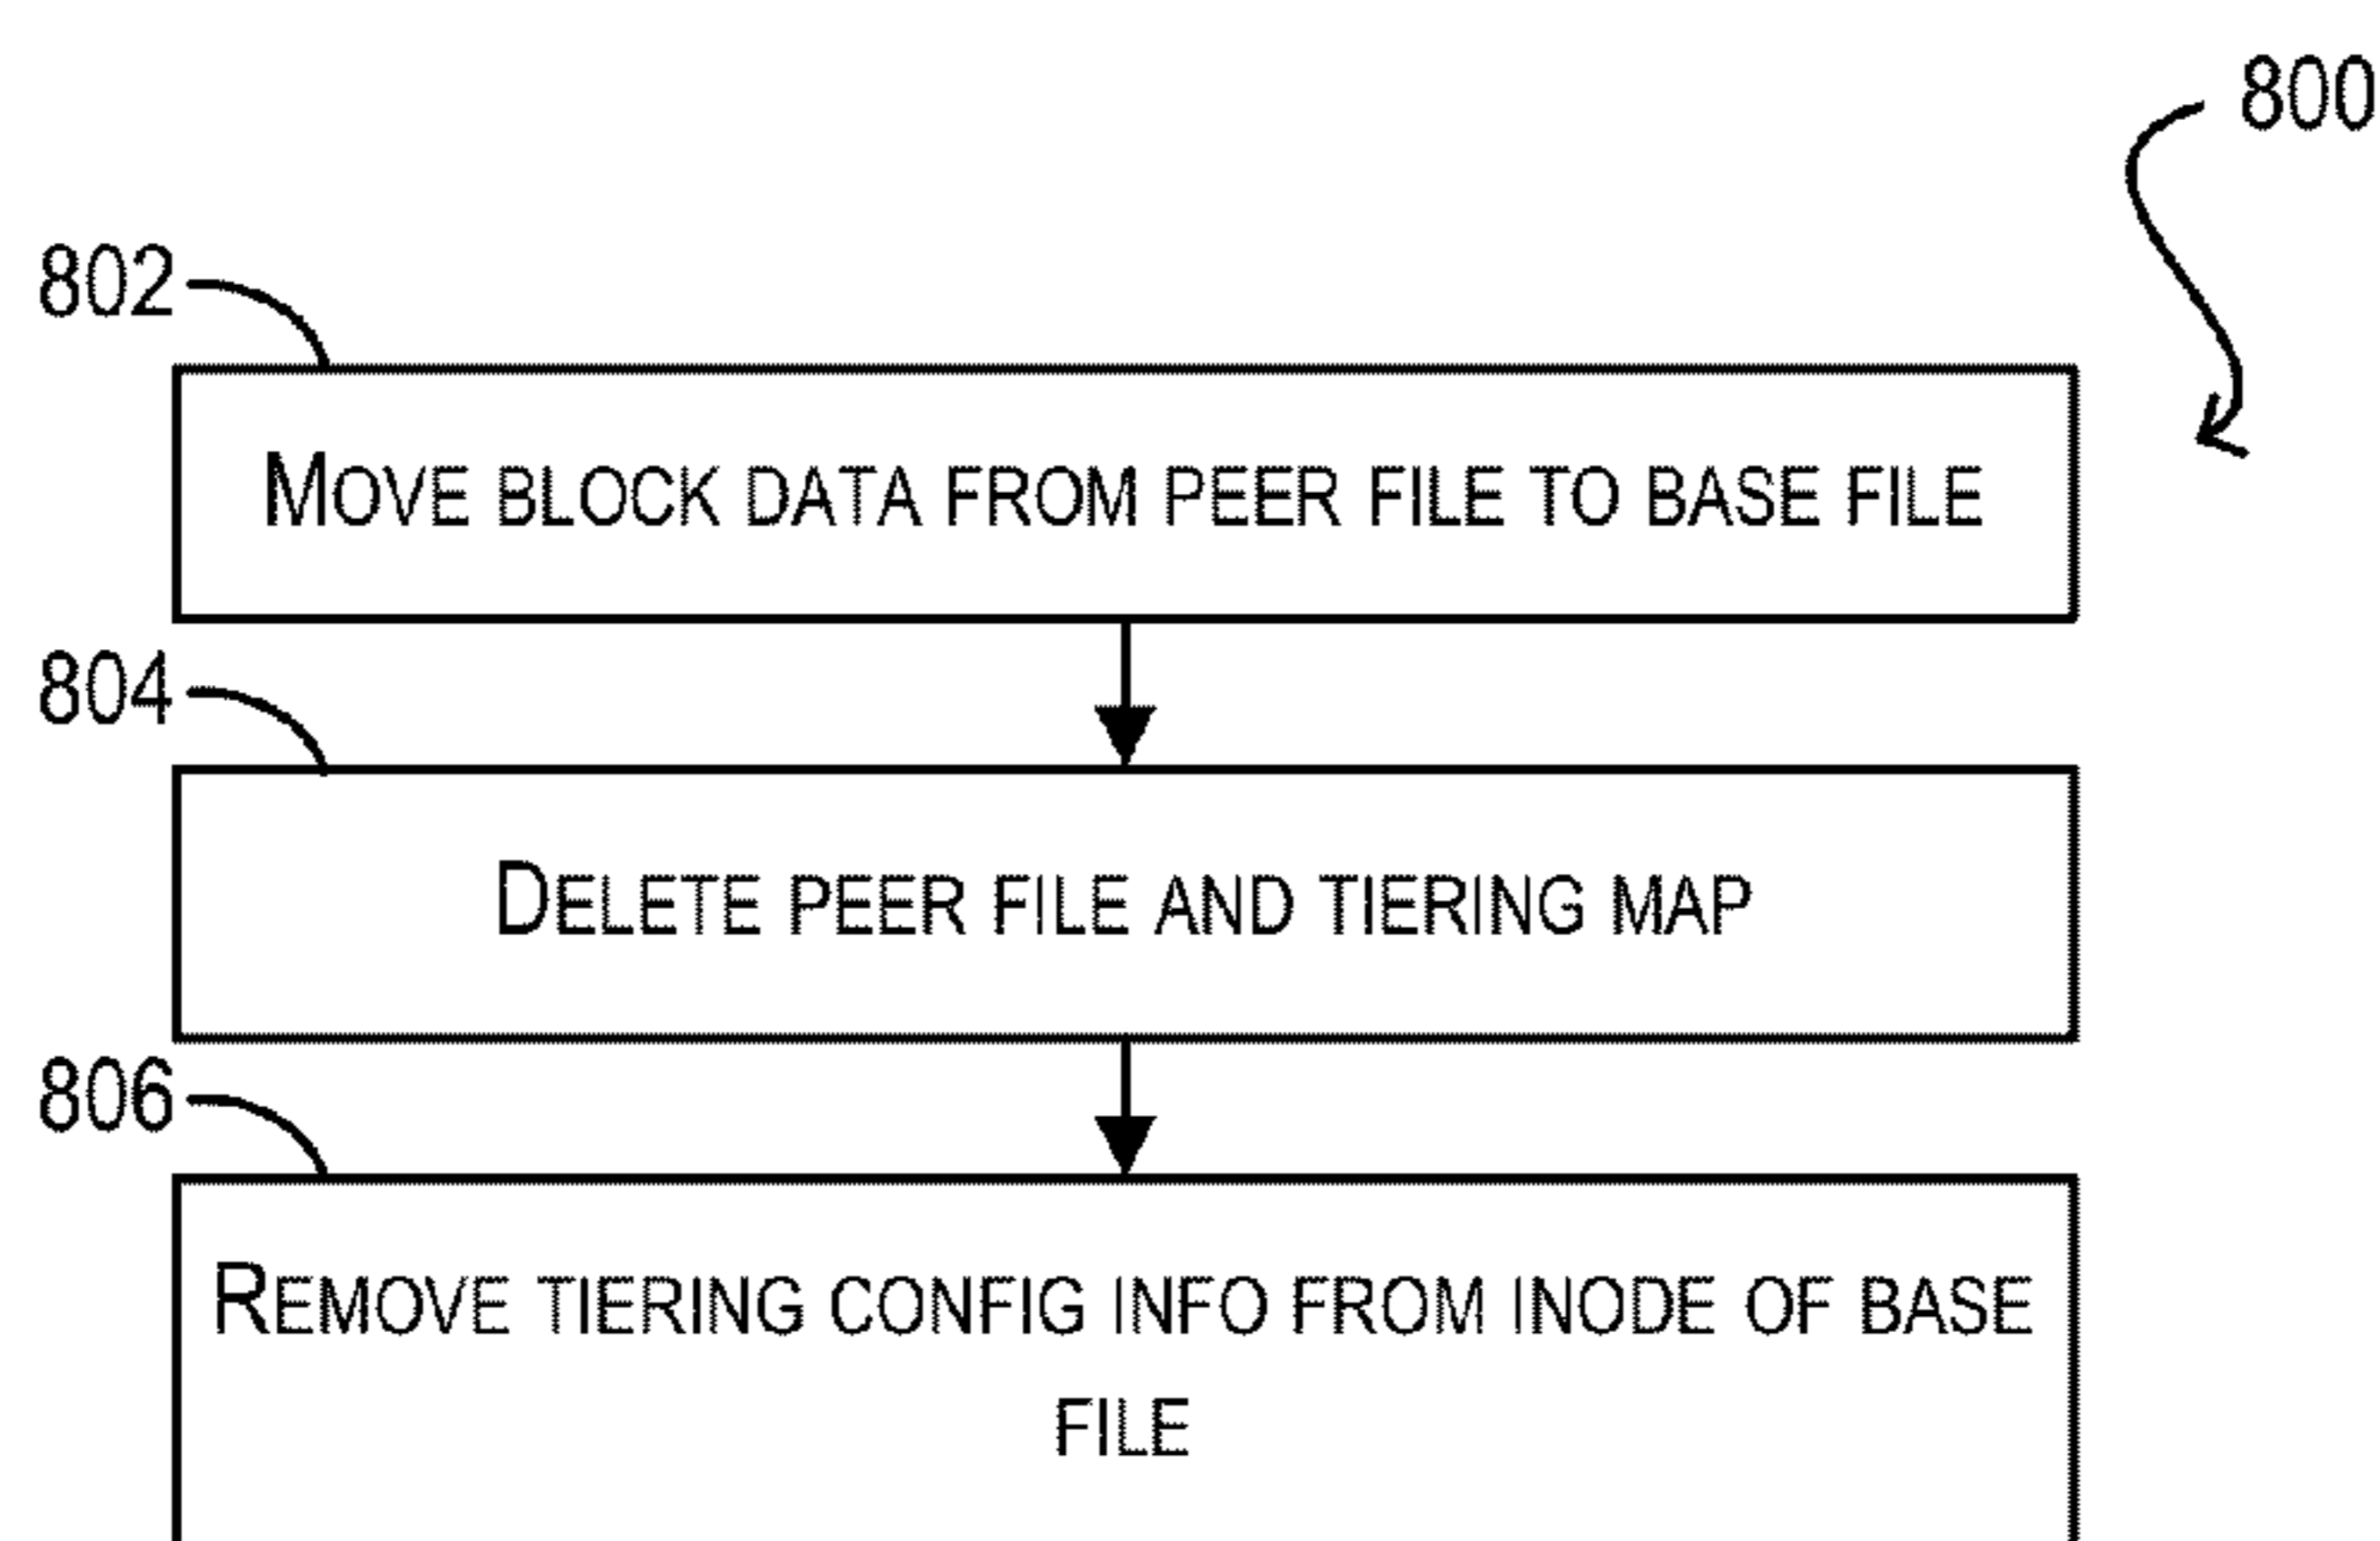 800
802
MOVE BLOCK DATA FROM PEER FILE TO BASE FILE
804
DELETE PEER FILE AND TIERING MAP
806
REMOVE TIERING CONFIG INFO FROM INODE OF BASE
FILE